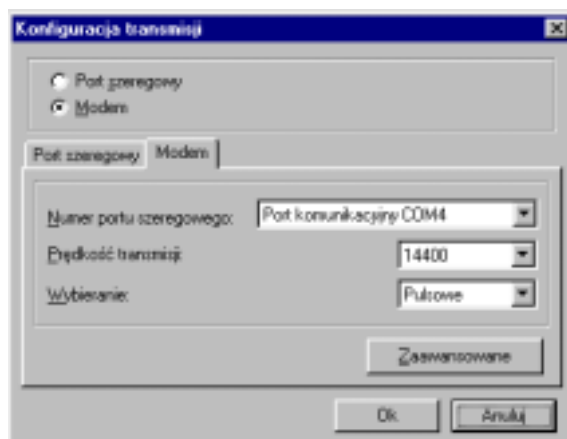 Konfiguracja transmisji
Port szeregowy
Modem
Port szeregowy Modem
Numer portu szeregowego: Port komunikacyjny COM4
Prędkość transmisji: 14400
Wybieranie: Pulsowe
Zaawansowane
Ok Anuluj